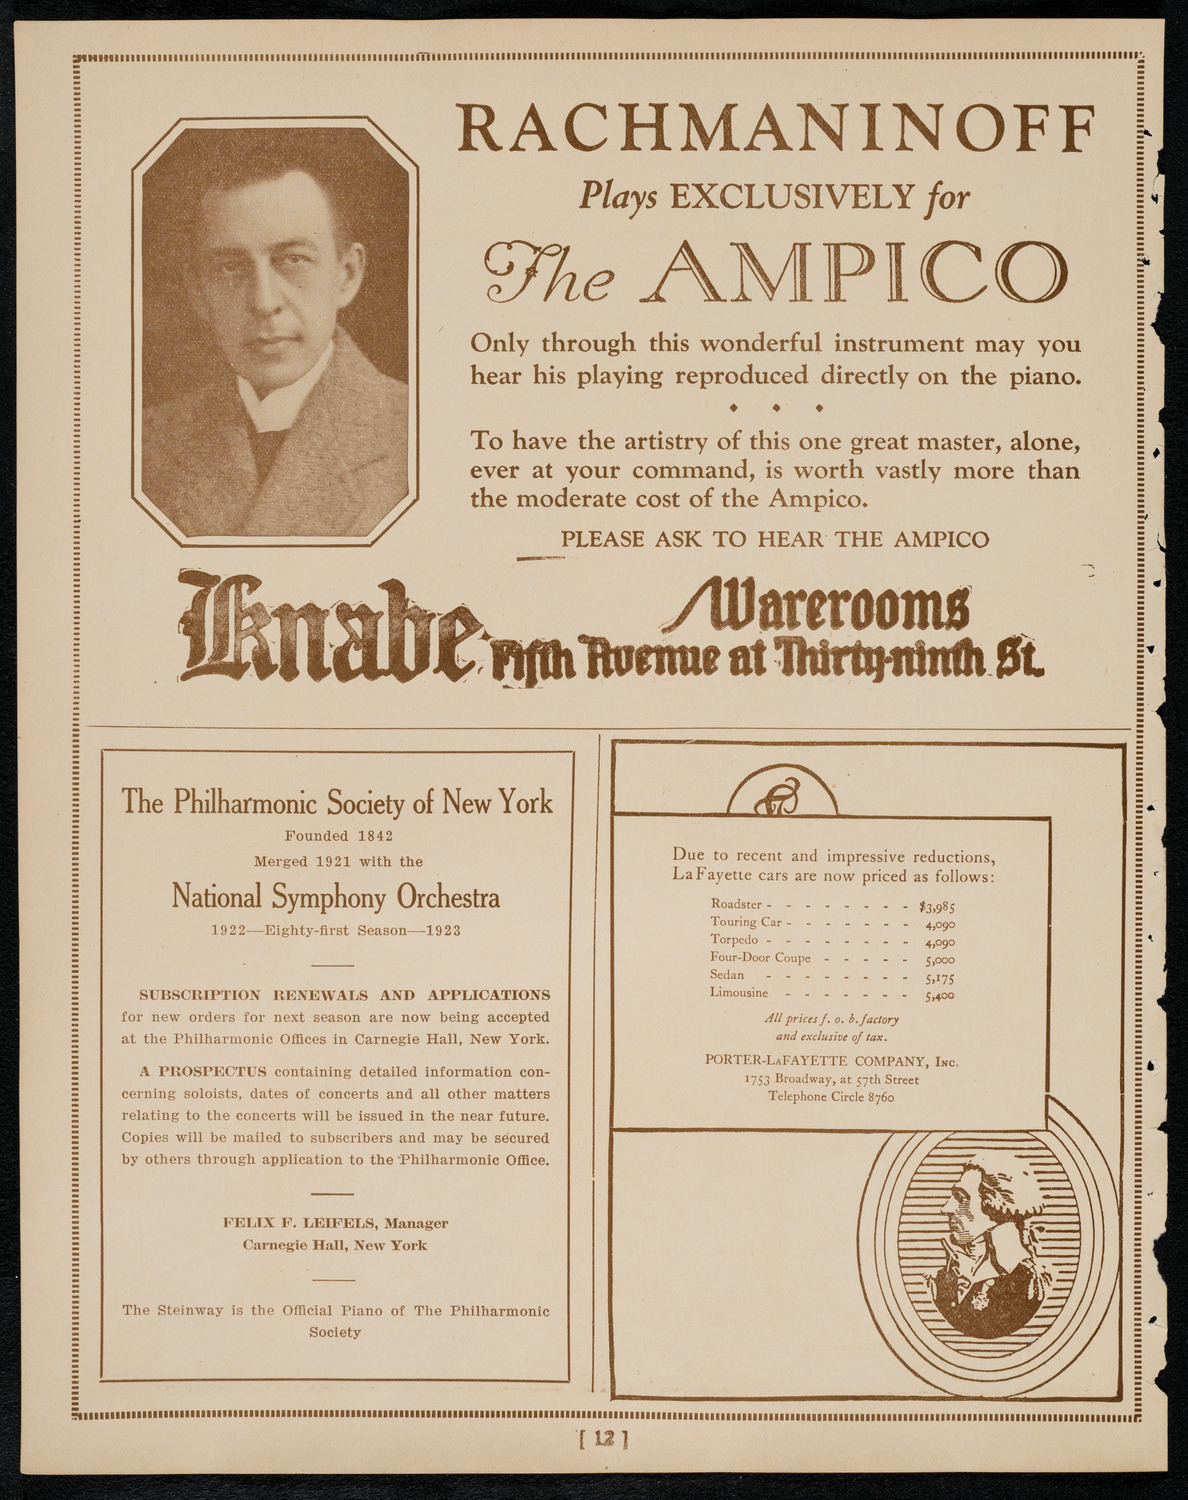 RACHMANINOFF
Plays EXCLUSIVELY for
The AMPICO
Only through this wonderful instrument may you
hear his playing reproduced directly on the piano.
To have the artistry of this one great master, alone,
ever at your command, is worth vastly more than
the moderate cost of the Ampico.
PLEASE ASK TO HEAR THE AMPICO
Knabe Warerooms
Fifth Avenue at Thirty-ninth St.
The Philharmonic Society of New York
Founded 1842
Merged 1921 with the
National Symphony Orchestra
1922—Eighty-first Season—1923
SUBSCRIPTION RENEWALS AND APPLICATIONS
for new orders for next season are now being accepted
at the Philharmonic Offices in Carnegie Hall, New York.
A PROSPECTUS containing detailed information con-
cerning soloists, dates of concerts and all other matters
relating to the concerts will be issued in the near future.
Copies will be mailed to subscribers and may be secured
by others through application to the Philharmonic Office.
FELIX F. LEIFELS, Manager
Carnegie Hall, New York
The Steinway is the Official Piano of The Philharmonic
Society
Due to recent and impressive reductions,
LaFayette cars are now priced as follows:
Roadster - - - - - - - - $3,985
Touring Car - - - - - - - 4,090
Torpedo - - - - - - - - 4,090
Four-Door Coupe - - - - - 5,000
Sedan - - - - - - - - 5,175
Limousine - - - - - - - 5,400
All prices f. o. b. factory
and exclusive of tax.
PORTER-LAFAYETTE COMPANY, INC.
1753 Broadway, at 57th Street
Telephone Circle 8760
[ 12 ]